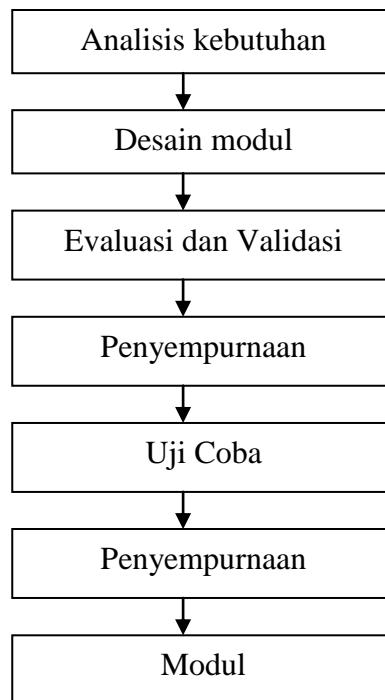 Analisis kebutuhan
Desain modul
Evaluasi dan Validasi
Penyempurnaan
Uji Coba
Penyempurnaan
Modul